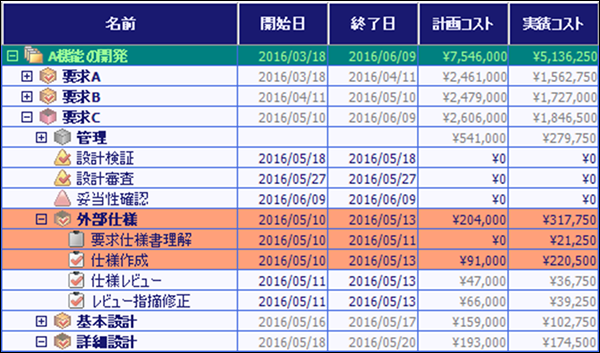 名前 開始日 終了日 計画コスト 実績コスト
A機能の開発 2016/03/18 2016/06/09 ¥7,546,000 ¥5,136,250
要求A 2016/03/18 2016/04/11 ¥2,461,000 ¥1,562,750
要求B 2016/04/11 2016/05/10 ¥2,479,000 ¥1,727,000
要求C 2016/05/10 2016/06/09 ¥2,606,000 ¥1,846,500
管理 ¥541,000 ¥279,750
設計検証 2016/05/18 2016/05/18 ¥0 ¥0
設計審査 2016/05/27 2016/05/27 ¥0 ¥0
妥当性確認 2016/06/09 2016/06/09 ¥0 ¥0
外部仕様 2016/05/10 2016/05/13 ¥204,000 ¥317,750
要求仕様書理解 2016/05/10 2016/05/11 ¥0 ¥21,250
仕様作成 2016/05/10 2016/05/13 ¥91,000 ¥220,500
仕様レビュー 2016/05/11 2016/05/13 ¥47,000 ¥36,750
レビュー指摘修正 2016/05/11 2016/05/13 ¥66,000 ¥39,250
基本設計 2016/05/16 2016/05/17 ¥159,000 ¥102,750
詳細設計 2016/05/18 2016/05/20 ¥193,000 ¥174,500